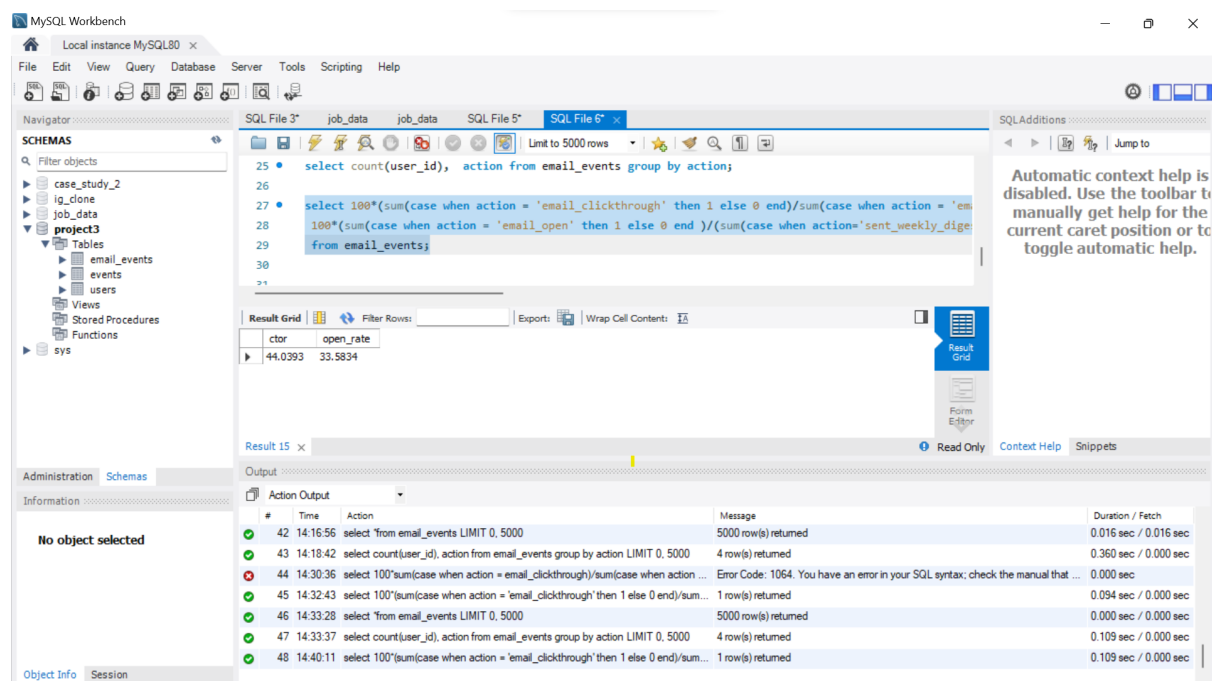 MySQL Workbench
Local instance MySQL80
File Edit View Query Database Server Tools Scripting Help
Navigator
SCHEMAS
Filter objects
case_study_2
ig_clone
job_data
project3
Tables
email_events
events
users
Views
Stored Procedures
Functions
sys
Administration Schemas
Information
No object selected
Object Info Session
SQL File 3* job_data job_data SQL File 5* SQL File 6*
Limit to 5000 rows
25 select count(user_id), action from email_events group by action;
26
27 select 100*(sum(case when action = 'email_clickthrough' then 1 else 0 end)/sum(case when action = 'em
28 100*(sum(case when action = 'email_open' then 1 else 0 end )/(sum(case when action='sent_weekly_dige
29 from email_events;
30
31
Result Grid Filter Rows: Export: Wrap Cell Content:
ctor open_rate
44.0393 33.5834
Result Grid
Form Editor
Result 15 Read Only
SQLAdditions
Jump to
Automatic context help is
disabled. Use the toolbar to
manually get help for the
current caret position or to
toggle automatic help.
Context Help Snippets
Output
Action Output
# Time Action Message Duration / Fetch
42 14:16:56 select *from email_events LIMIT 0, 5000 5000 row(s) returned 0.016 sec / 0.016 sec
43 14:18:42 select count(user_id), action from email_events group by action LIMIT 0, 5000 4 row(s) returned 0.360 sec / 0.000 sec
44 14:30:36 select 100*sum(case when action = email_clickthrough)/sum(case when action ... Error Code: 1064. You have an error in your SQL syntax; check the manual that ... 0.000 sec
45 14:32:43 select 100*(sum(case when action = 'email_clickthrough' then 1 else 0 end)/sum... 1 row(s) returned 0.094 sec / 0.000 sec
46 14:33:28 select *from email_events LIMIT 0, 5000 5000 row(s) returned 0.000 sec / 0.000 sec
47 14:33:37 select count(user_id), action from email_events group by action LIMIT 0, 5000 4 row(s) returned 0.109 sec / 0.000 sec
48 14:40:11 select 100*(sum(case when action = 'email_clickthrough' then 1 else 0 end)/sum... 1 row(s) returned 0.109 sec / 0.000 sec